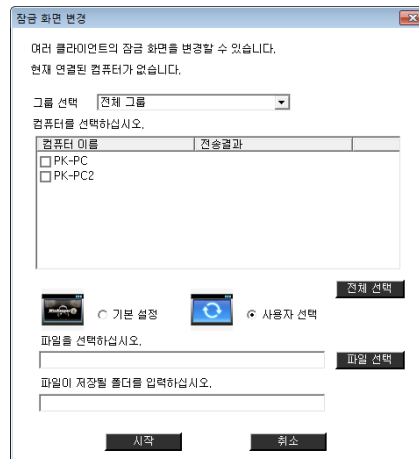 잠금 화면 변경
여러 클라이언트의 잠금 화면을 변경할 수 있습니다.
현재 연결된 컴퓨터가 없습니다.
그룹 선택 전체 그룹
컴퓨터를 선택하십시오.
컴퓨터 이름 전송결과
PK-PC
PK-PC2
전체 선택
기본 설정 사용자 선택
파일을 선택하십시오.
파일 선택
파일이 저장될 폴더를 입력하십시오.
시작 취소